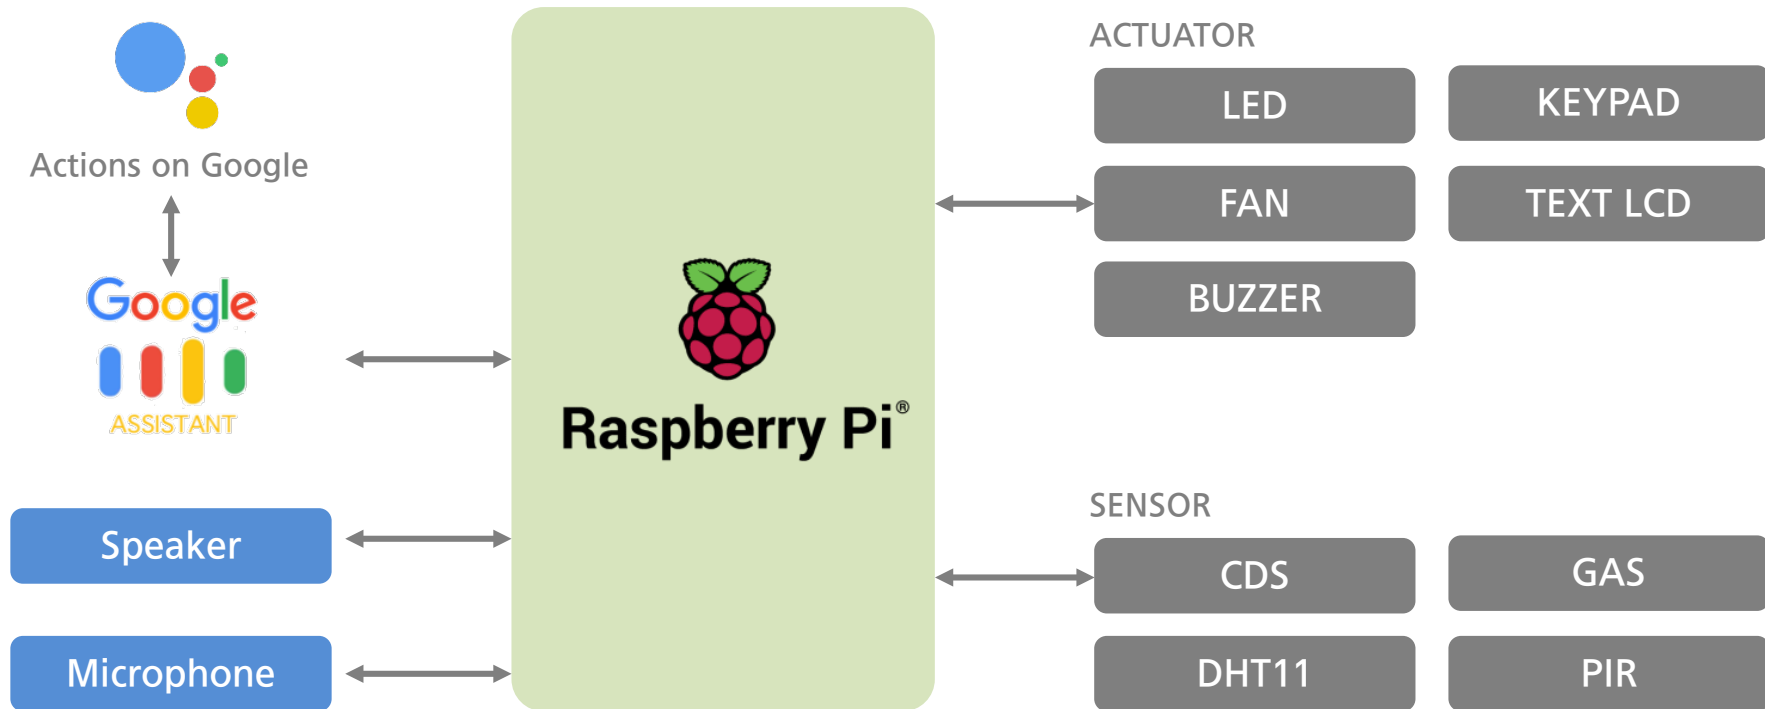 Actions on Google
Google
ASSISTANT
Speaker
Microphone
Raspberry Pi®
ACTUATOR
LED
KEYPAD
FAN
TEXT LCD
BUZZER
SENSOR
CDS
GAS
DHT11
PIR